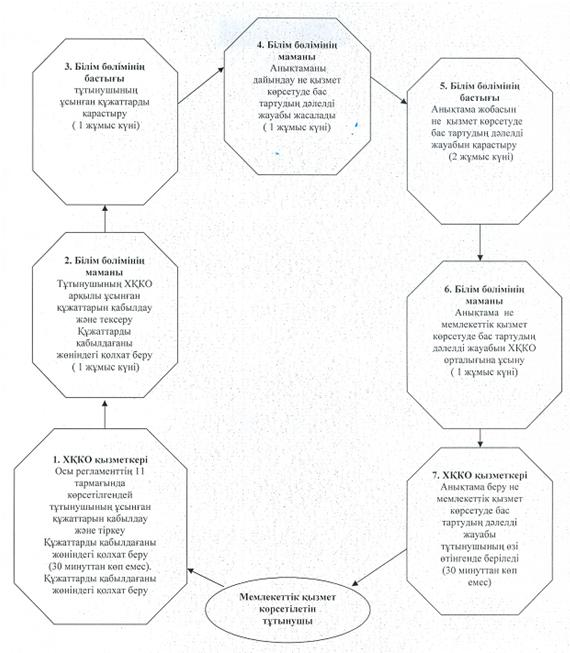 1. ХҚКО қызметкері
Осы регламенттің 11
тармағында
көрсетілгендей
тұтынушының ұсынған
құжаттарын қабылдау
және тіркеу
Құжаттарды қабылдағаны
жөніндегі қолхат беру
(30 минуттан көп емес).
Құжаттарды қабылдағаны
жөніндегі қолхат беру
2. Білім бөлімінің
маманы
Тұтынушының ХҚКО
арқылы ұсынған
құжаттарын қабылдау
және тексеру
Құжаттарды
қабылдағаны
жөніндегі қолхат беру
( 1 жұмыс күні)
3. Білім бөлімінің
бастығы
тұтынушының
ұсынған құжаттарды
қарастыру
( 1 жұмыс күні)
4. Білім бөлімінің
маманы
Анықтаманы
дайындау не қызмет
көрсетуде бас
тартудың дәлелді
жауабы жасалады
( 1 жұмыс күні)
5. Білім бөлімінің
бастығы
Анықтама жобасын
не қызмет көрсетуде
бас тартудың дәлелді
жауабын қарастыру
(2 жұмыс күні)
6. Білім бөлімінің
маманы
Анықтама не
мемлекеттік қызмет
көрсетуде бас тартудың
дәлелді жауабын ХҚКО
орталығына ұсыну
( 1 жұмыс күні)
7. ХҚКО қызметкері
Анықтама беру не
мемлекеттік қызмет
көрсетуде бас
тартудың дәлелді
жауабы
тұтынушының өзі
өтінгенде беріледі
(30 минуттан көп
емес)
Мемлекеттік қызмет
көрсетілетін
тұтынушы